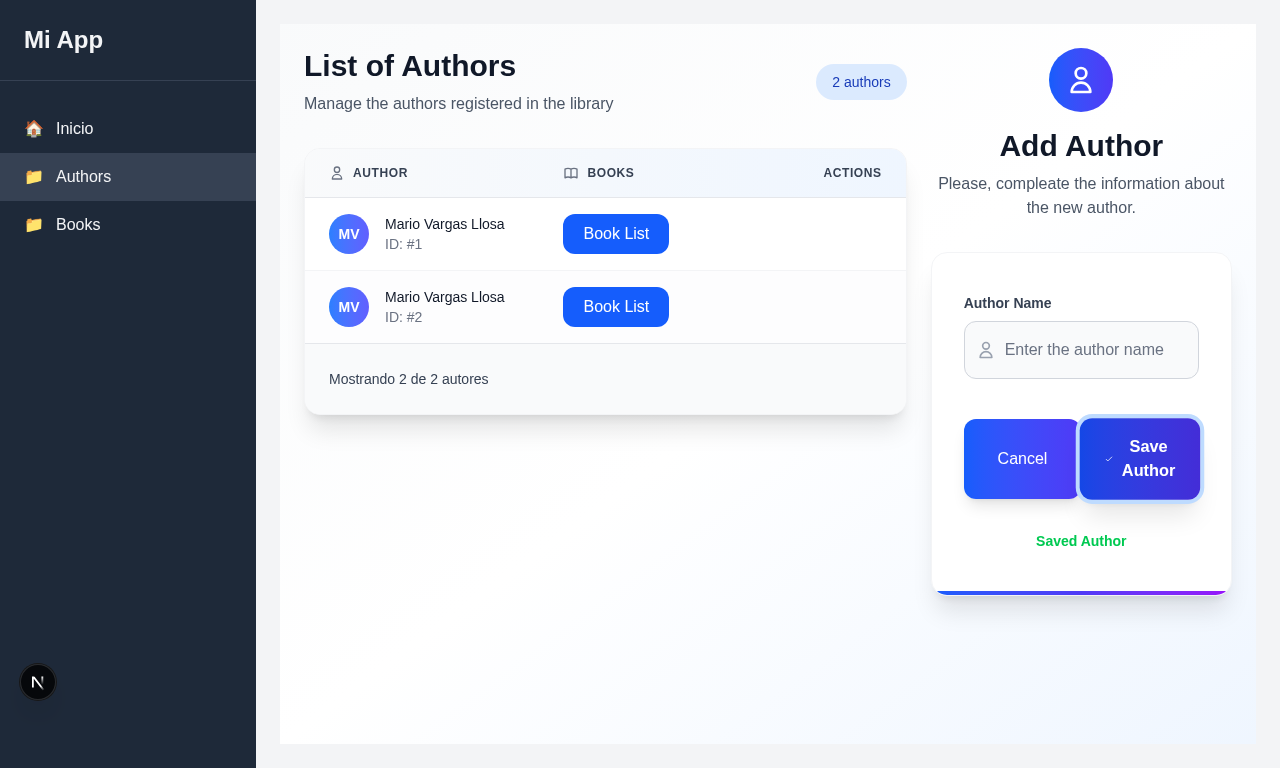 Mi App
Inicio
Authors
Books
List of Authors
Manage the authors registered in the library
2 authors
AUTHOR
BOOKS
ACTIONS
MV
Mario Vargas Llosa
ID: #1
Book List
MV
Mario Vargas Llosa
ID: #2
Book List
Mostrando 2 de 2 autores
Add Author
Please, compleate the information about
the new author.
Author Name
Enter the author name
Cancel
Save
Author
Saved Author
N